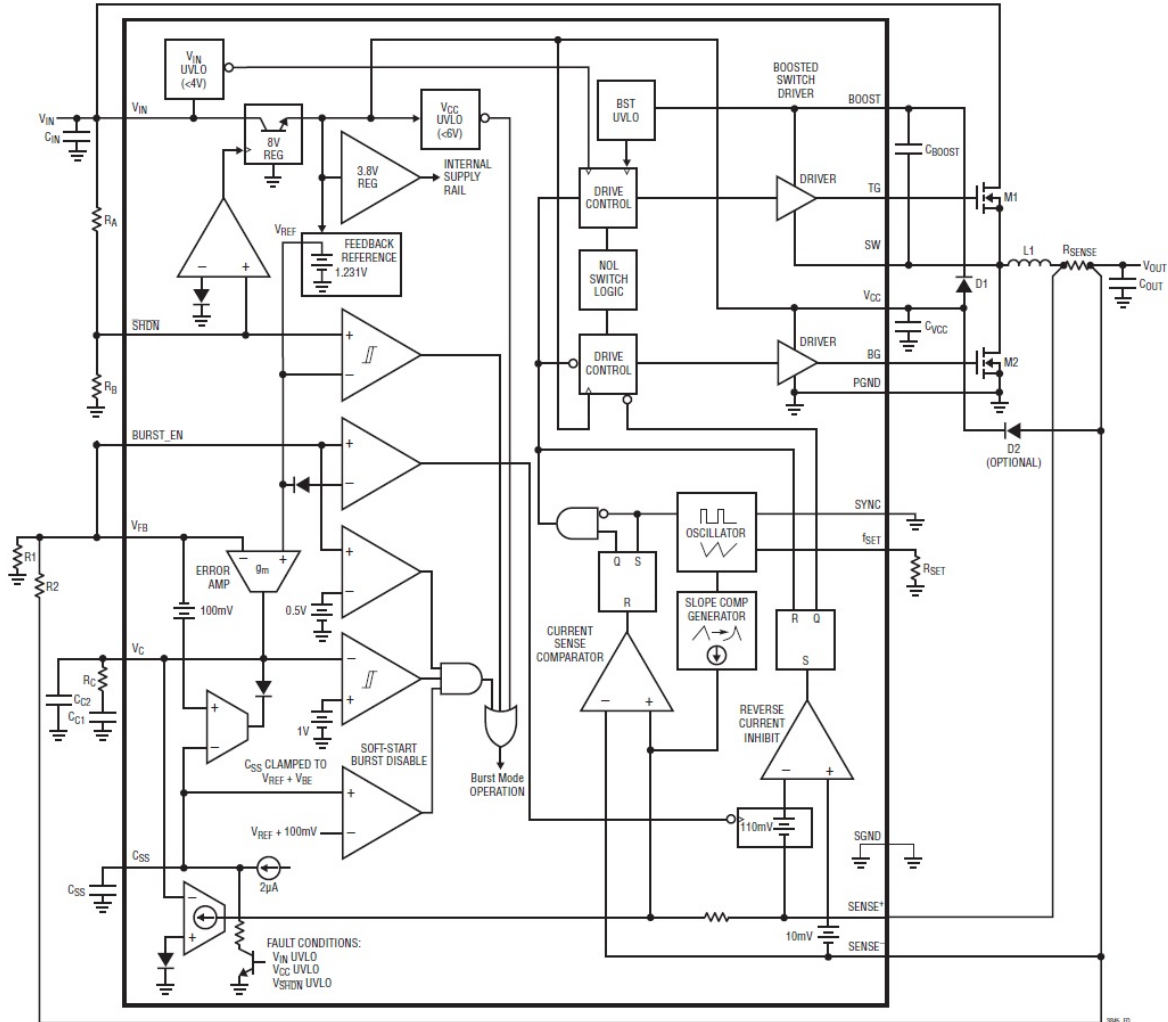 V_IN
UVLO
(<4V)
V_IN
V_IN
C_IN
8V
REG
V_CC
UVLO
(<6V)
3.8V
REG
INTERNAL
SUPPLY
RAIL
BOOSTED
SWITCH
DRIVER
BST
UVLO
BOOST
C_BOOST
DRIVE
CONTROL
DRIVER
TG
M1
R_A
V_REF
FEEDBACK
REFERENCE
1.231V
NOL
SWITCH
LOGIC
SW
L1
R_SENSE
V_OUT
C_OUT
D1
V_CC
C_VCC
SHDN
R_B
DRIVE
CONTROL
DRIVER
BG
M2
PGND
D2
(OPTIONAL)
BURST_EN
V_FB
R1
R2
ERROR
AMP
g_m
100mV
0.5V
OSCILLATOR
SYNC
f_SET
R_SET
Q S
R
SLOPE COMP
GENERATOR
R Q
S
V_C
R_C
C_C2
C_C1
1V
CURRENT
SENSE
COMPARATOR
REVERSE
CURRENT
INHIBIT
C_SS CLAMPED TO
V_REF + V_BE
SOFT-START
BURST DISABLE
Burst Mode
OPERATION
V_REF + 100mV
110mV
SGND
C_SS
C_SS
2µA
SENSE+
10mV
SENSE–
FAULT CONDITIONS:
V_IN UVLO
V_CC UVLO
V_SHDN UVLO